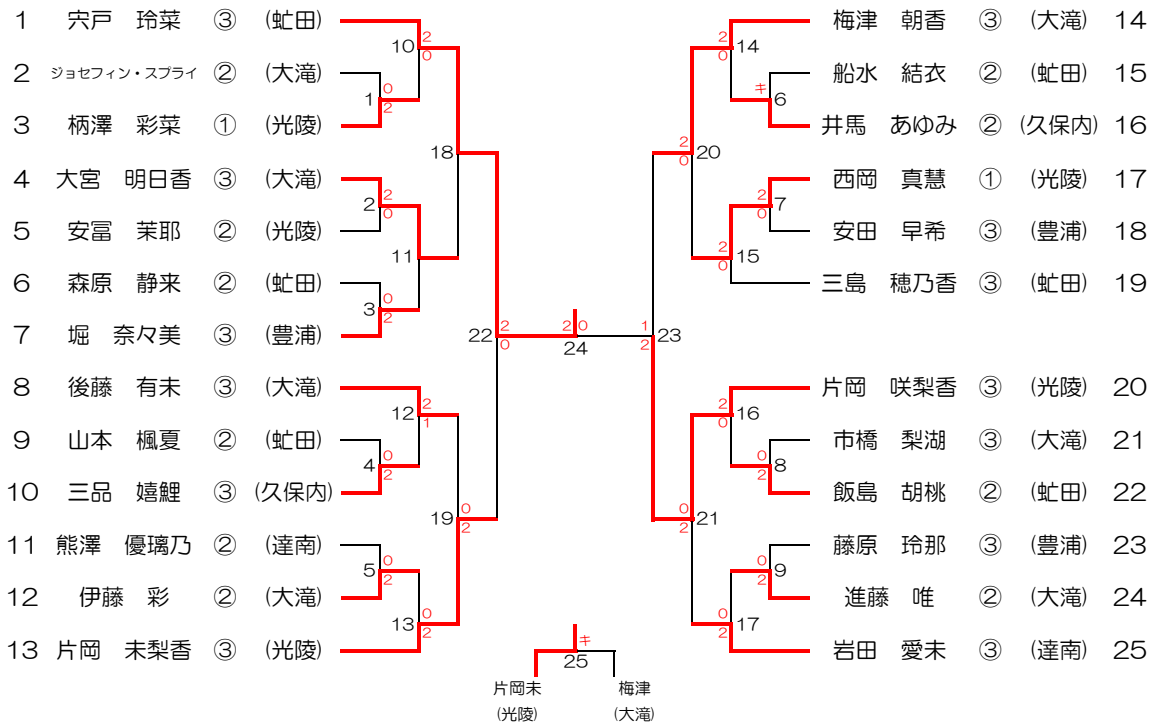 1 宍戸 玲菜 ③ (虻田)
2 ジョセフィン・スプライ ② (大滝)
3 柄澤 彩菜 ① (光陵)
4 大宮 明日香 ③ (大滝)
5 安冨 茉耶 ② (光陵)
6 森原 静来 ② (虻田)
7 堀 奈々美 ③ (豊浦)
8 後藤 有未 ③ (大滝)
9 山本 楓夏 ② (虻田)
10 三品 嬉鯉 ③ (久保内)
11 熊澤 優璃乃 ② (達南)
12 伊藤 彩 ② (大滝)
13 片岡 未梨香 ③ (光陵)
10 2 0
1 0 2
18
2 2 0
11
3 0 2
22 2 0
12 2 1
4 0 2
19 0 2
5 0 2
13 0 2
2 0
24
キ
25
片岡未 梅津
(光陵) (大滝)
2 0 14
キ 6
2 0 20
2 0 7
2 0 15
1 2 23
2 0 16
0 2 8
0 2 21
0 2 9
0 2 17
梅津 朝香 ③ (大滝) 14
船水 結衣 ② (虻田) 15
井馬 あゆみ ② (久保内) 16
西岡 真慧 ① (光陵) 17
安田 早希 ③ (豊浦) 18
三島 穂乃香 ③ (虻田) 19
片岡 咲梨香 ③ (光陵) 20
市橋 梨湖 ③ (大滝) 21
飯島 胡桃 ② (虻田) 22
藤原 玲那 ③ (豊浦) 23
進藤 唯 ② (大滝) 24
岩田 愛未 ③ (達南) 25